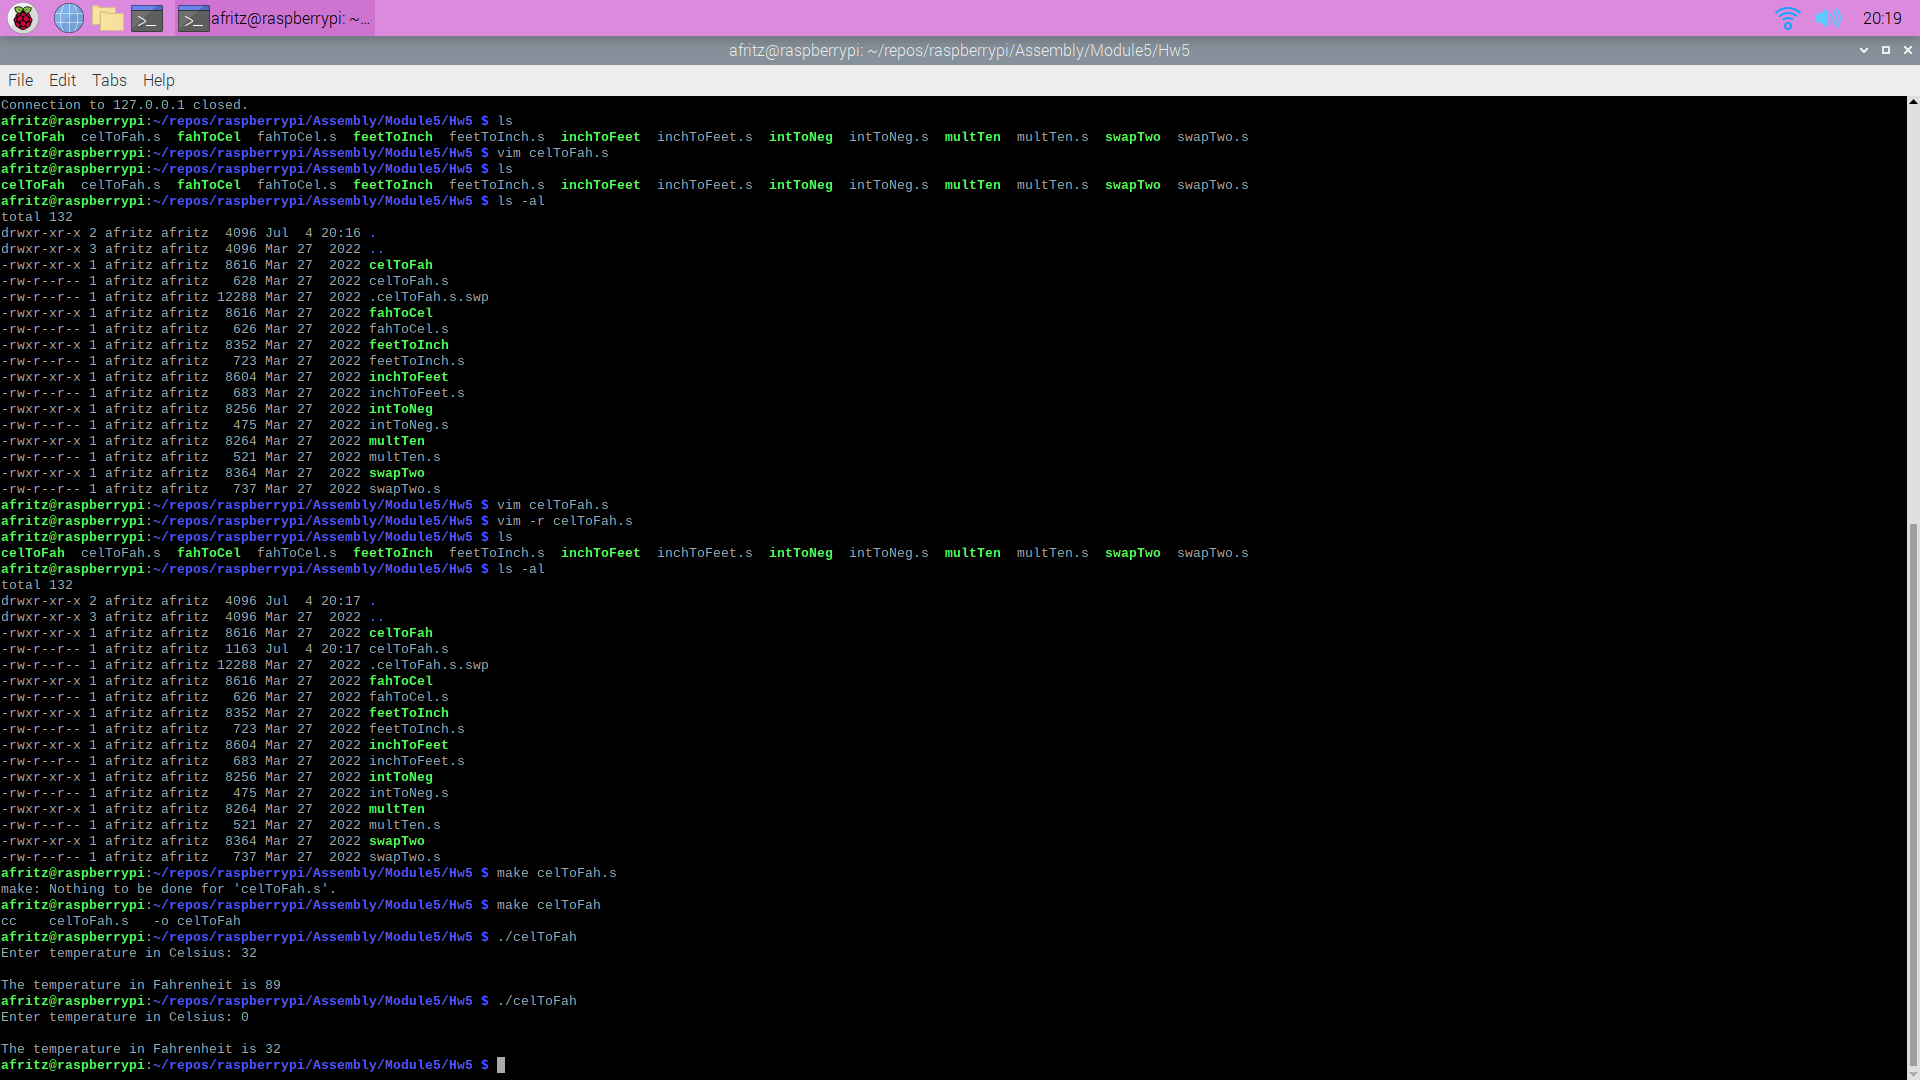 afritz@raspberrypi: ~... 20:19
afritz@raspberrypi: ~/repos/raspberrypi/Assembly/Module5/Hw5
File Edit Tabs Help
Connection to 127.0.0.1 closed.
afritz@raspberrypi:~/repos/raspberrypi/Assembly/Module5/Hw5 $ ls
celToFah  celToFah.s  fahToCel  fahToCel.s  feetToInch  feetToInch.s  inchToFeet  inchToFeet.s  intToNeg  intToNeg.s  multTen  multTen.s  swapTwo  swapTwo.s
afritz@raspberrypi:~/repos/raspberrypi/Assembly/Module5/Hw5 $ vim celToFah.s
afritz@raspberrypi:~/repos/raspberrypi/Assembly/Module5/Hw5 $ ls
celToFah  celToFah.s  fahToCel  fahToCel.s  feetToInch  feetToInch.s  inchToFeet  inchToFeet.s  intToNeg  intToNeg.s  multTen  multTen.s  swapTwo  swapTwo.s
afritz@raspberrypi:~/repos/raspberrypi/Assembly/Module5/Hw5 $ ls -al
total 132
drwxr-xr-x 2 afritz afritz  4096 Jul  4 20:16 .
drwxr-xr-x 3 afritz afritz  4096 Mar 27  2022 ..
-rwxr-xr-x 1 afritz afritz  8616 Mar 27  2022 celToFah
-rw-r--r-- 1 afritz afritz   628 Mar 27  2022 celToFah.s
-rw-r--r-- 1 afritz afritz 12288 Mar 27  2022 .celToFah.s.swp
-rwxr-xr-x 1 afritz afritz  8616 Mar 27  2022 fahToCel
-rw-r--r-- 1 afritz afritz   626 Mar 27  2022 fahToCel.s
-rwxr-xr-x 1 afritz afritz  8352 Mar 27  2022 feetToInch
-rw-r--r-- 1 afritz afritz   723 Mar 27  2022 feetToInch.s
-rwxr-xr-x 1 afritz afritz  8604 Mar 27  2022 inchToFeet
-rw-r--r-- 1 afritz afritz   683 Mar 27  2022 inchToFeet.s
-rwxr-xr-x 1 afritz afritz  8256 Mar 27  2022 intToNeg
-rw-r--r-- 1 afritz afritz   475 Mar 27  2022 intToNeg.s
-rwxr-xr-x 1 afritz afritz  8264 Mar 27  2022 multTen
-rw-r--r-- 1 afritz afritz   521 Mar 27  2022 multTen.s
-rwxr-xr-x 1 afritz afritz  8364 Mar 27  2022 swapTwo
-rw-r--r-- 1 afritz afritz   737 Mar 27  2022 swapTwo.s
afritz@raspberrypi:~/repos/raspberrypi/Assembly/Module5/Hw5 $ vim celToFah.s
afritz@raspberrypi:~/repos/raspberrypi/Assembly/Module5/Hw5 $ vim -r celToFah.s
afritz@raspberrypi:~/repos/raspberrypi/Assembly/Module5/Hw5 $ ls
celToFah  celToFah.s  fahToCel  fahToCel.s  feetToInch  feetToInch.s  inchToFeet  inchToFeet.s  intToNeg  intToNeg.s  multTen  multTen.s  swapTwo  swapTwo.s
afritz@raspberrypi:~/repos/raspberrypi/Assembly/Module5/Hw5 $ ls -al
total 132
drwxr-xr-x 2 afritz afritz  4096 Jul  4 20:17 .
drwxr-xr-x 3 afritz afritz  4096 Mar 27  2022 ..
-rwxr-xr-x 1 afritz afritz  8616 Mar 27  2022 celToFah
-rw-r--r-- 1 afritz afritz  1163 Jul  4 20:17 celToFah.s
-rw-r--r-- 1 afritz afritz 12288 Mar 27  2022 .celToFah.s.swp
-rwxr-xr-x 1 afritz afritz  8616 Mar 27  2022 fahToCel
-rw-r--r-- 1 afritz afritz   626 Mar 27  2022 fahToCel.s
-rwxr-xr-x 1 afritz afritz  8352 Mar 27  2022 feetToInch
-rw-r--r-- 1 afritz afritz   723 Mar 27  2022 feetToInch.s
-rwxr-xr-x 1 afritz afritz  8604 Mar 27  2022 inchToFeet
-rw-r--r-- 1 afritz afritz   683 Mar 27  2022 inchToFeet.s
-rwxr-xr-x 1 afritz afritz  8256 Mar 27  2022 intToNeg
-rw-r--r-- 1 afritz afritz   475 Mar 27  2022 intToNeg.s
-rwxr-xr-x 1 afritz afritz  8264 Mar 27  2022 multTen
-rw-r--r-- 1 afritz afritz   521 Mar 27  2022 multTen.s
-rwxr-xr-x 1 afritz afritz  8364 Mar 27  2022 swapTwo
-rw-r--r-- 1 afritz afritz   737 Mar 27  2022 swapTwo.s
afritz@raspberrypi:~/repos/raspberrypi/Assembly/Module5/Hw5 $ make celToFah.s
make: Nothing to be done for 'celToFah.s'.
afritz@raspberrypi:~/repos/raspberrypi/Assembly/Module5/Hw5 $ make celToFah
cc    celToFah.s   -o celToFah
afritz@raspberrypi:~/repos/raspberrypi/Assembly/Module5/Hw5 $ ./celToFah
Enter temperature in Celsius: 32
The temperature in Fahrenheit is 89
afritz@raspberrypi:~/repos/raspberrypi/Assembly/Module5/Hw5 $ ./celToFah
Enter temperature in Celsius: 0
The temperature in Fahrenheit is 32
afritz@raspberrypi:~/repos/raspberrypi/Assembly/Module5/Hw5 $